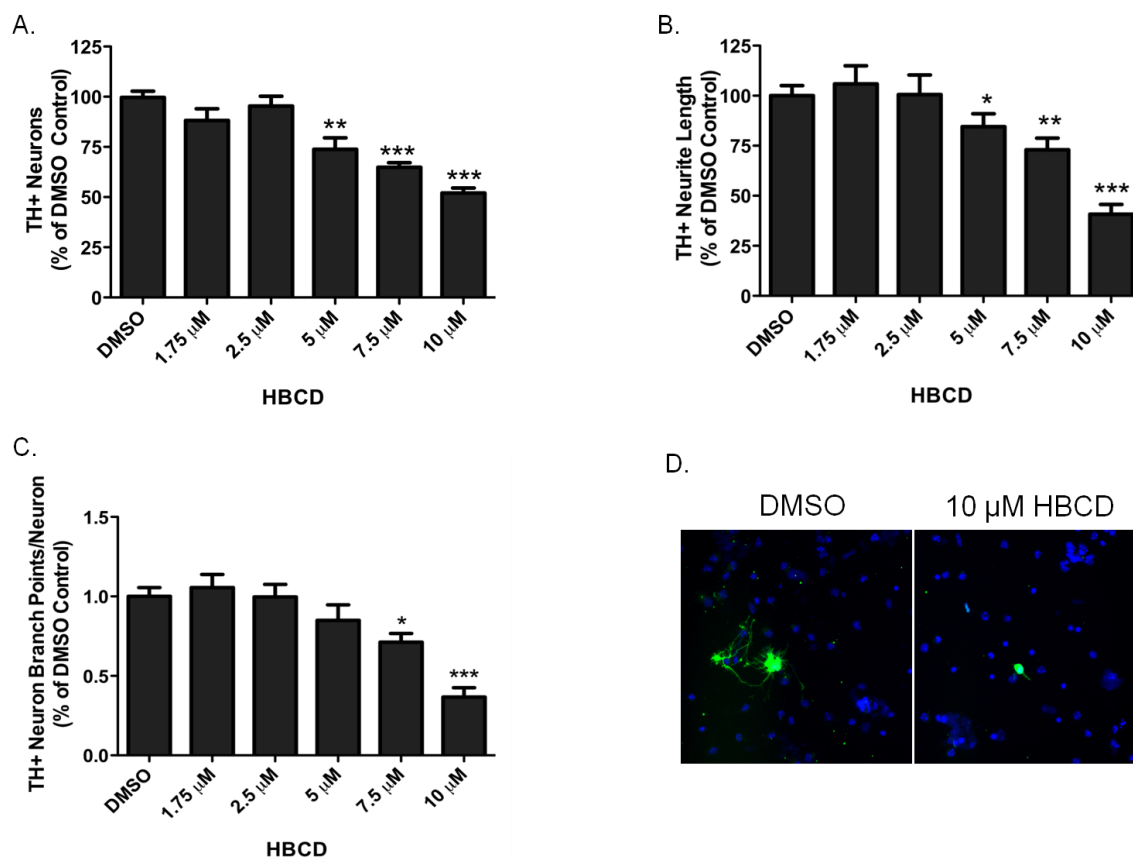 A.
TH+ Neurons
(% of DMSO Control)
125
100
75
50
25
0
**
***
***
DMSO
1.75 μM
2.5 μM
5 μM
7.5 μM
10 μM
HBCD
B.
TH+ Neurite Length
(% of DMSO Control)
125
100
75
50
25
0
*
**
***
DMSO
1.75 μM
2.5 μM
5 μM
7.5 μM
10 μM
HBCD
C.
TH+ Neuron Branch Points/Neuron
(% of DMSO Control)
1.5
1.0
0.5
0.0
*
***
DMSO
1.75 μM
2.5 μM
5 μM
7.5 μM
10 μM
HBCD
D.
DMSO
10 μM HBCD